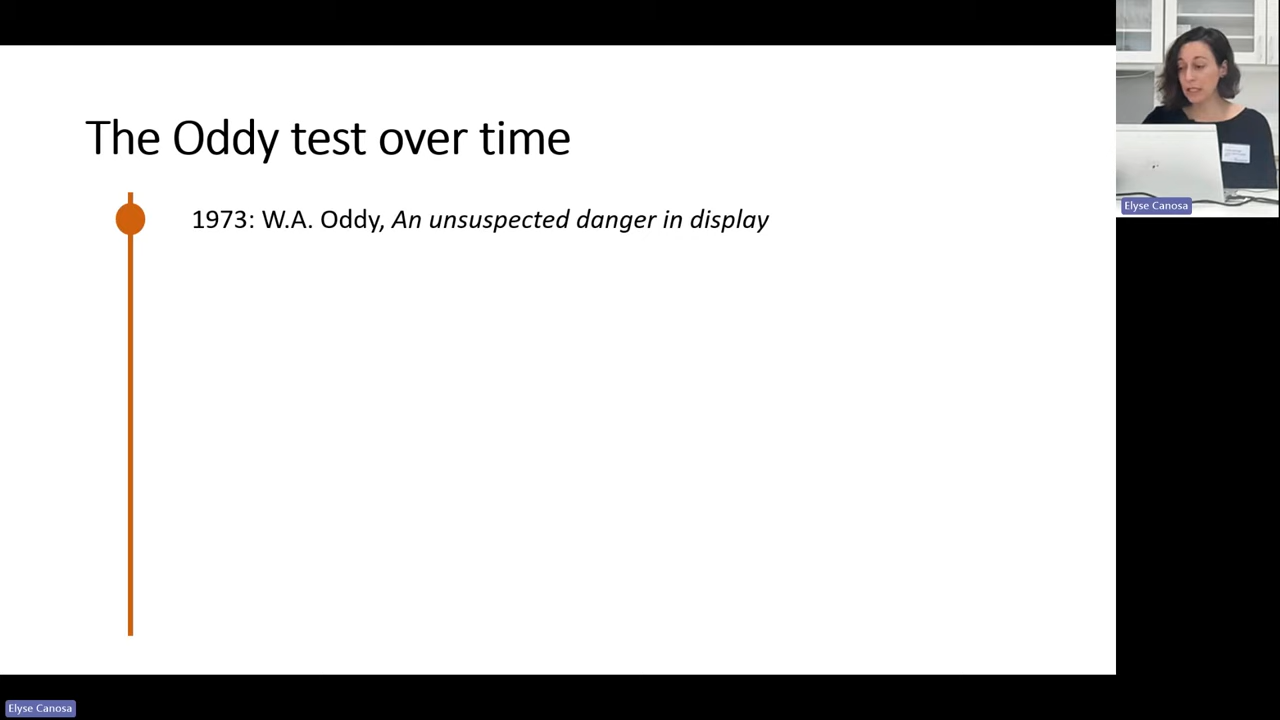 The Oddy test over time
1973: W.A. Oddy, An unsuspected danger in display
Elyse Canosa
Elyse Canosa